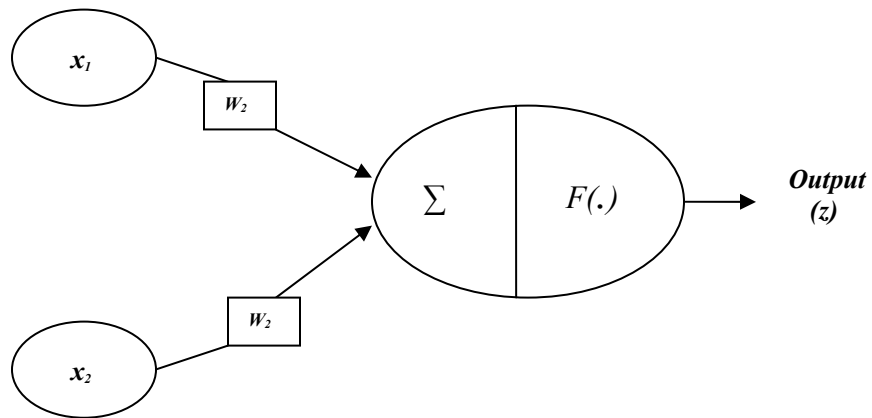 x₁
W₂
Σ
F(.)
Output
(z)
W₂
x₂